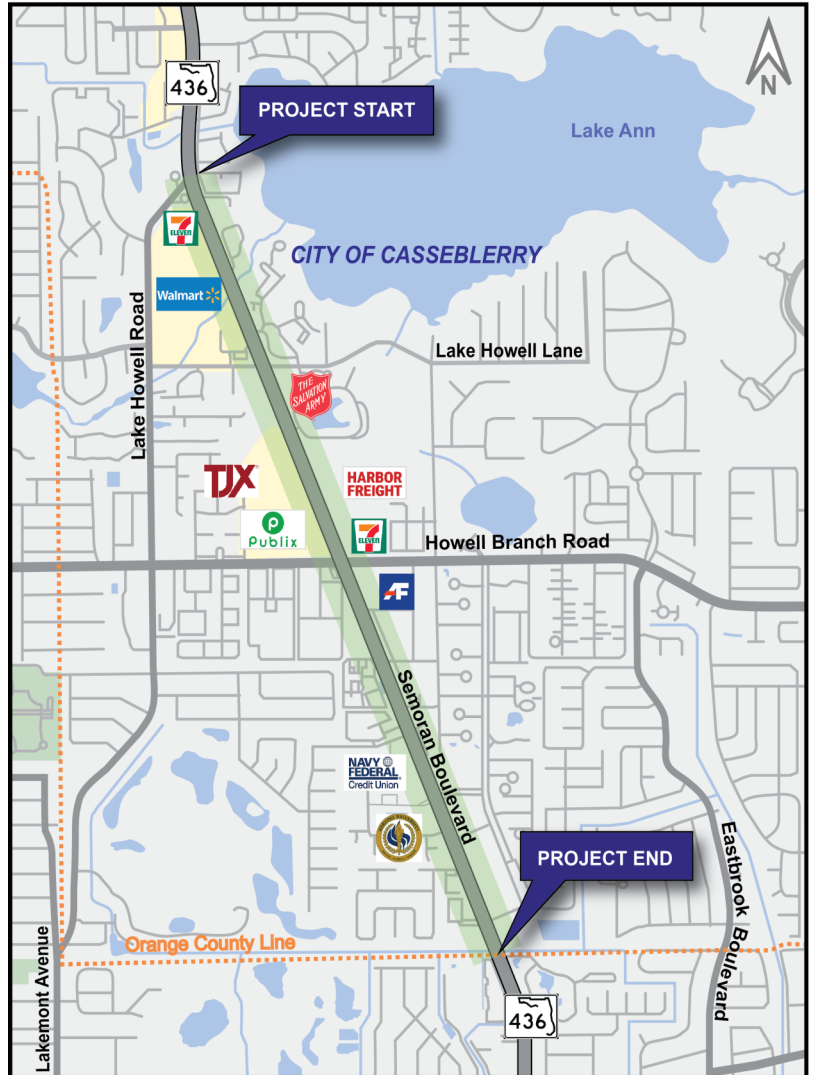 436
N
PROJECT START
Lake Ann
7
ELEVEN
CITY OF CASSEBLERRY
Walmart
Lake Howell Road
Lake Howell Lane
THE
SALVATION
ARMY
TJX
HARBOR
FREIGHT
Publix
7
ELEVEN
Howell Branch Road
AF
Semoran Boulevard
NAVY
FEDERAL
Credit Union
PROJECT END
Eastbrook Boulevard
Orange County Line
Lakemont Avenue
436